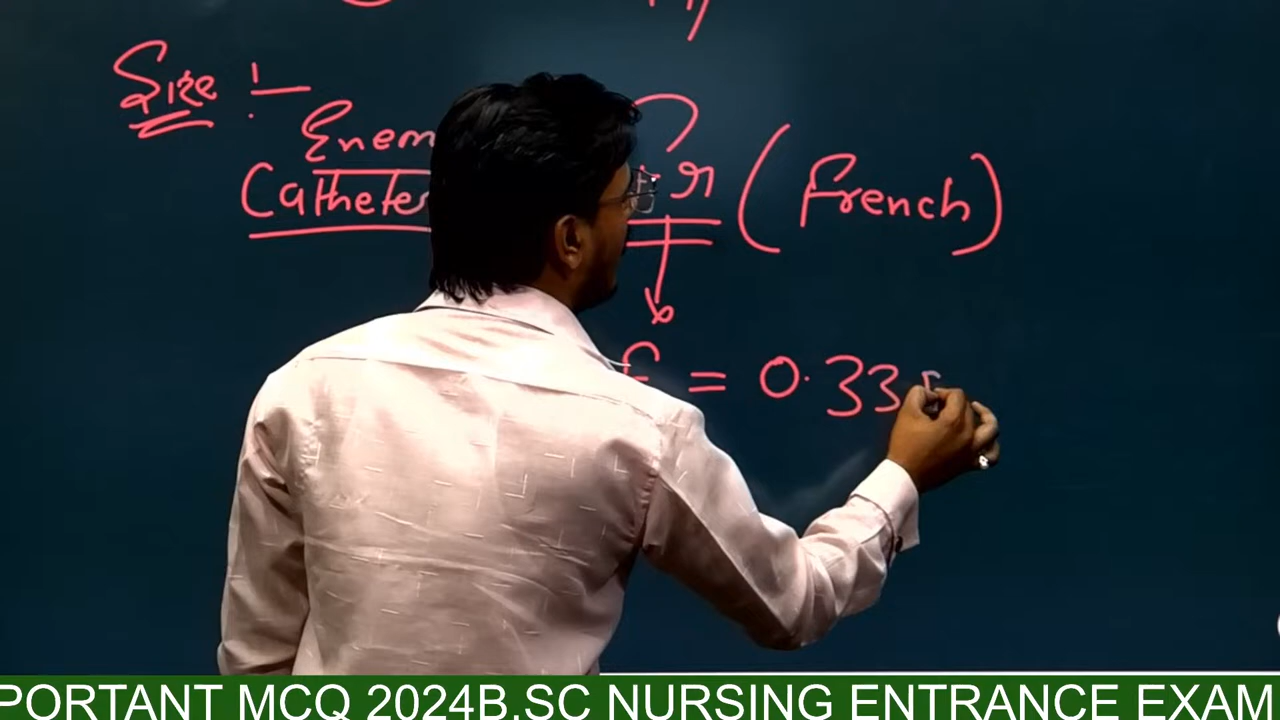 Size :-
Enem
Catheter
r (French)
= 0.33
PORTANT MCQ 2024B.SC NURSING ENTRANCE EXAM